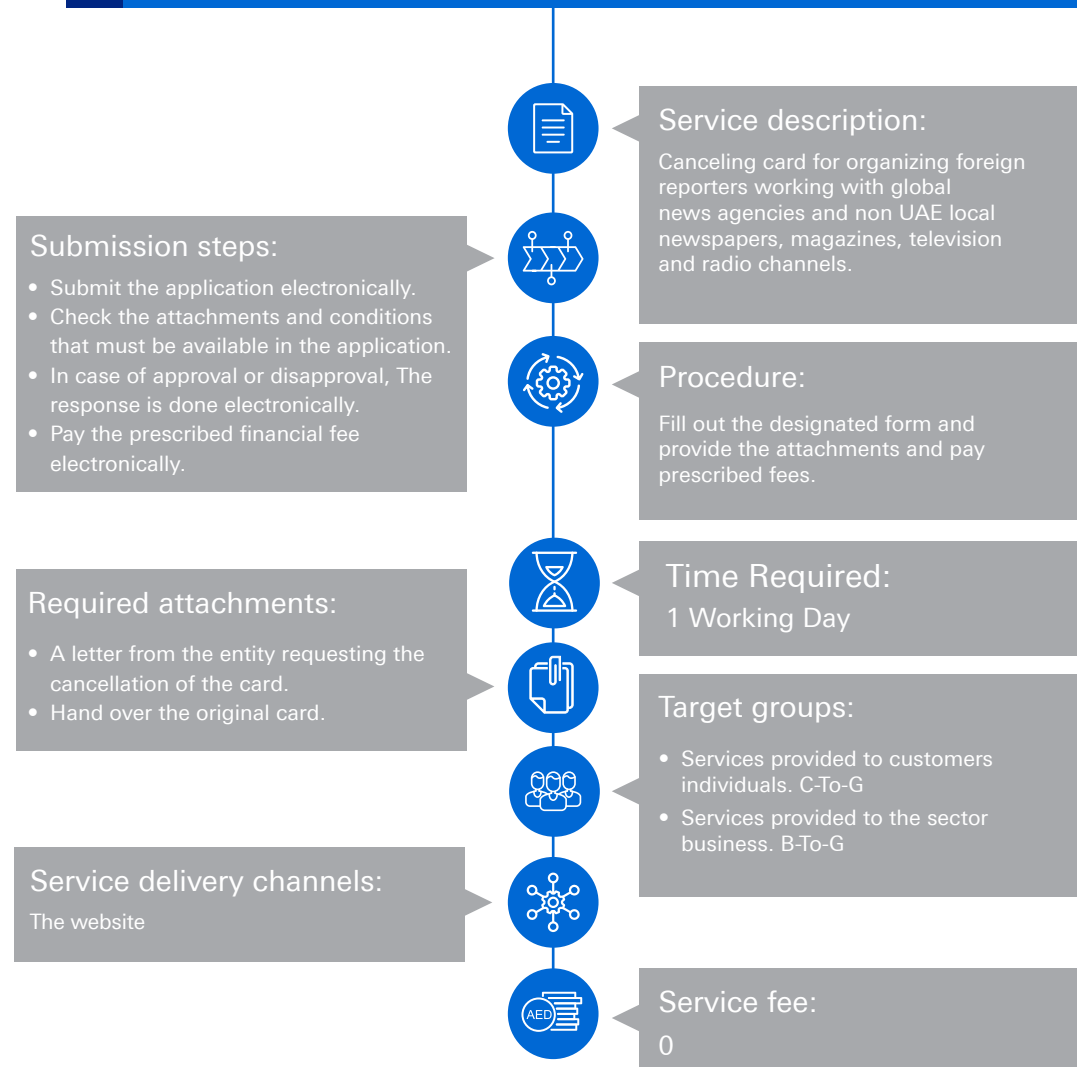 Service description:
Canceling card for organizing foreign
reporters working with global
news agencies and non UAE local
newspapers, magazines, television
and radio channels.
Submission steps:
• Submit the application electronically.
• Check the attachments and conditions
that must be available in the application.
• In case of approval or disapproval, The
response is done electronically.
• Pay the prescribed financial fee
electronically.
Procedure:
Fill out the designated form and
provide the attachments and pay
prescribed fees.
Time Required:
1 Working Day
Required attachments:
• A letter from the entity requesting the
cancellation of the card.
• Hand over the original card.
Target groups:
• Services provided to customers
individuals. C-To-G
• Services provided to the sector
business. B-To-G
Service delivery channels:
The website
AED
Service fee:
0